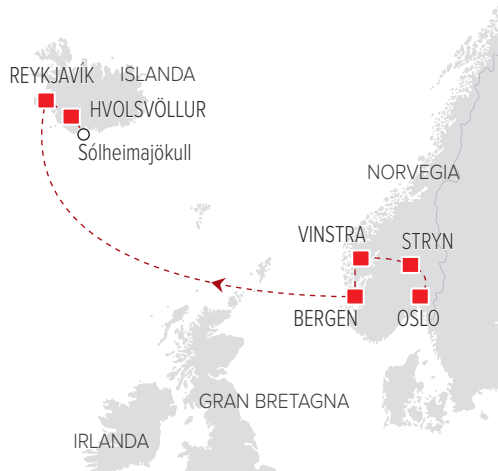 REYKJAVÍK
ISLANDA
HVOLSVÖLLUR
Sólheimajökull
NORVEGIA
VINSTRA
STRYN
BERGEN
OSLO
GRAN BRETAGNA
IRLANDA